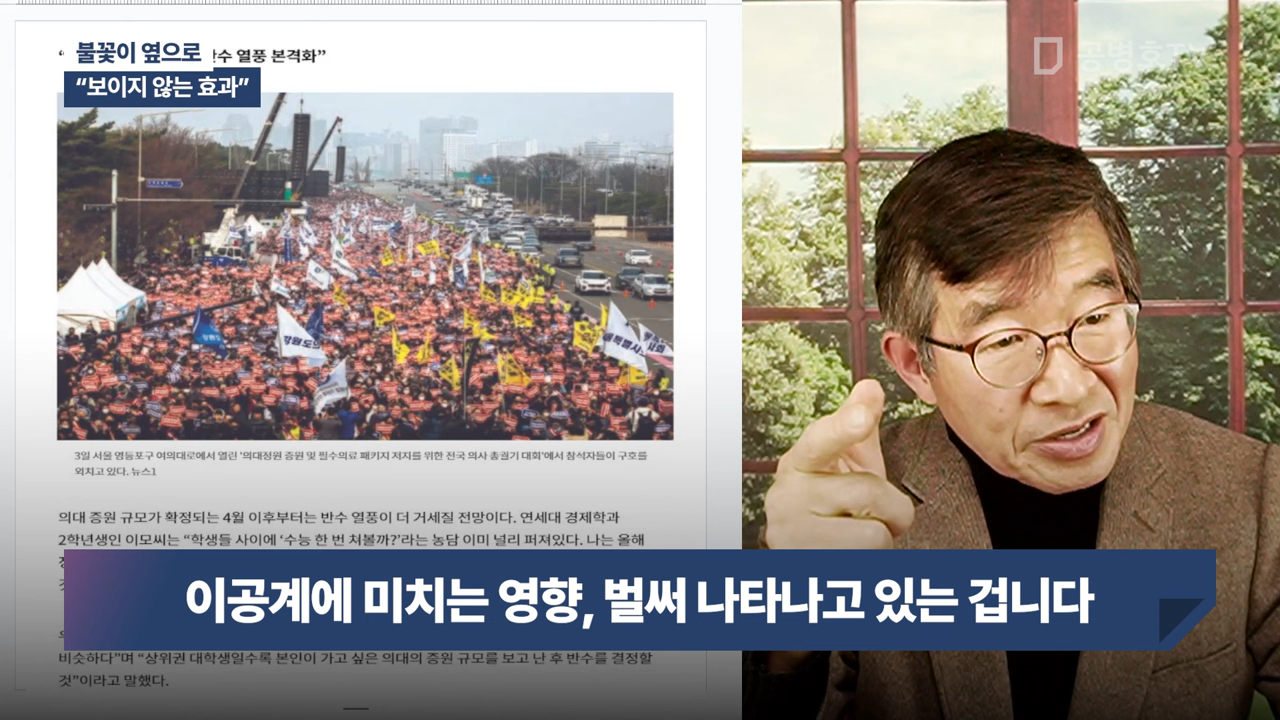 불꽃이 옆으로
반수 열풍 본격화”
“보이지 않는 효과”
공병호TV
강원도의
3일 서울 영등포구 여의대로에서 열린 '의대정원 증원 및 필수의료 패키지 저지를 위한 전국 의사 총궐기 대회'에서 참석자들이 구호를
외치고 있다. 뉴스1
의대 증원 규모가 확정되는 4월 이후부터는 반수 열풍이 더 거세질 전망이다. 연세대 경제학과
2학년생인 이모씨는 “학생들 사이에 ‘수능 한 번 쳐볼까?’라는 농담 이미 널리 퍼져있다. 나는 올해
이공계에 미치는 영향, 벌써 나타나고 있는 겁니다
비슷하다”며 “상위권 대학생일수록 본인이 가고 싶은 의대의 증원 규모를 보고 난 후 반수를 결정할
것”이라고 말했다.